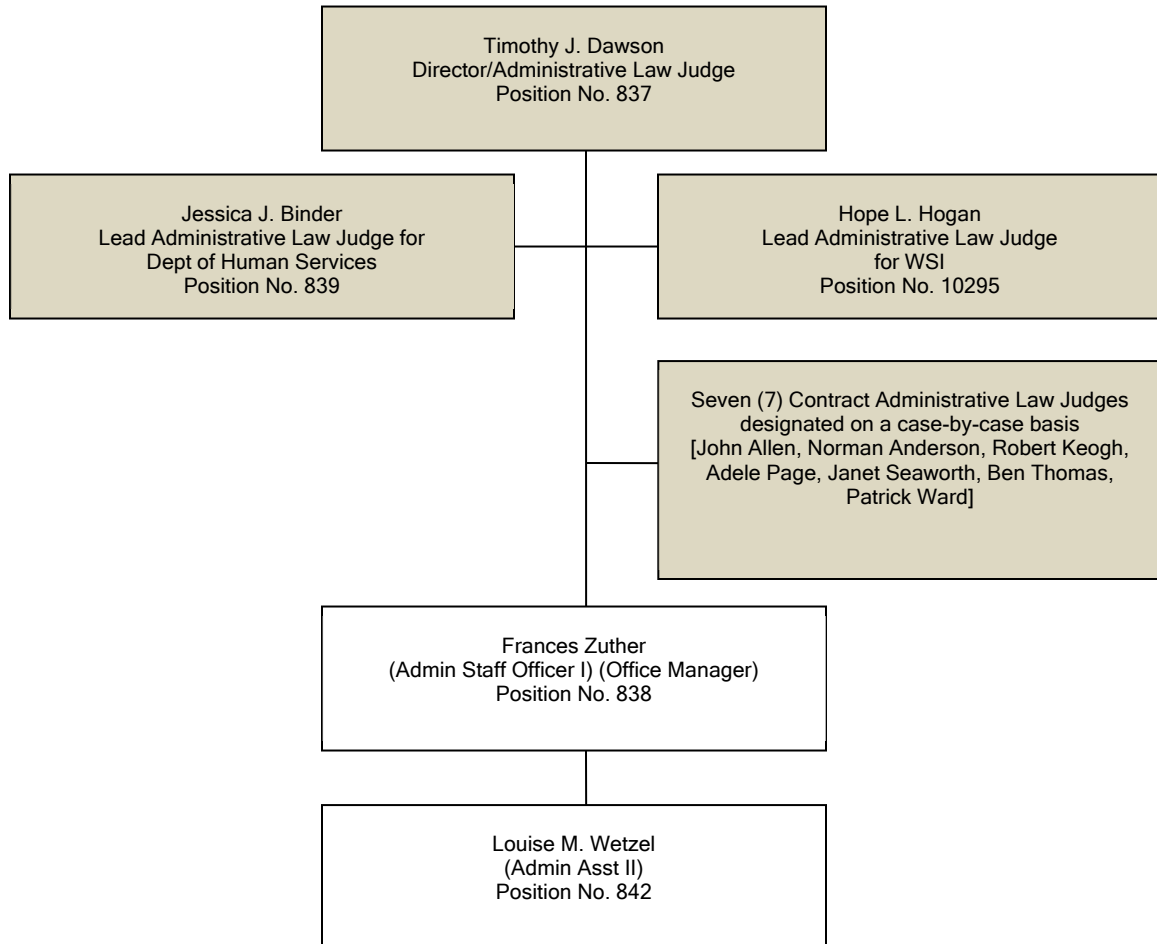 Timothy J. Dawson
Director/Administrative Law Judge
Position No. 837
Jessica J. Binder
Lead Administrative Law Judge for
Dept of Human Services
Position No. 839
Hope L. Hogan
Lead Administrative Law Judge
for WSI
Position No. 10295
Seven (7) Contract Administrative Law Judges
designated on a case-by-case basis
[John Allen, Norman Anderson, Robert Keogh,
Adele Page, Janet Seaworth, Ben Thomas,
Patrick Ward]
Frances Zuther
(Admin Staff Officer I) (Office Manager)
Position No. 838
Louise M. Wetzel
(Admin Asst II)
Position No. 842